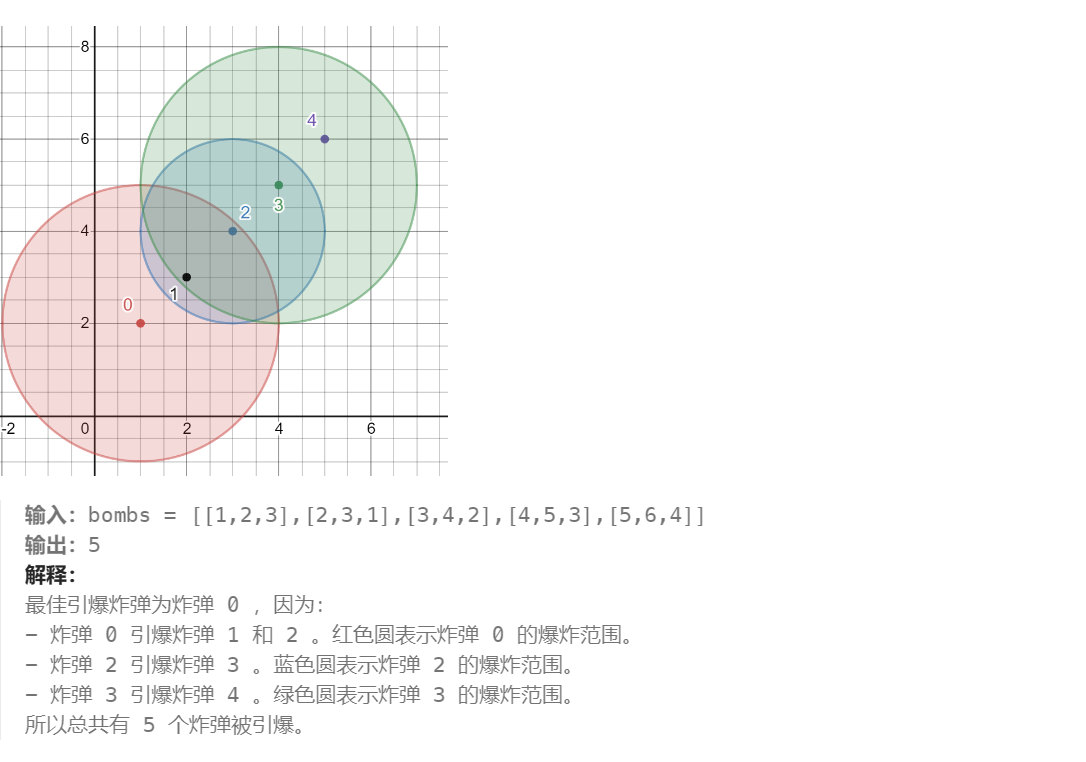 8
4
6
3
2
4
1
0
2
-2
0
2
4
6
输入：bombs = [[1,2,3],[2,3,1],[3,4,2],[4,5,3],[5,6,4]]
输出：5
解释：
最佳引爆炸弹为炸弹 0 ，因为：
- 炸弹 0 引爆炸弹 1 和 2 。红色圆表示炸弹 0 的爆炸范围。
- 炸弹 2 引爆炸弹 3 。蓝色圆表示炸弹 2 的爆炸范围。
- 炸弹 3 引爆炸弹 4 。绿色圆表示炸弹 3 的爆炸范围。
所以总共有 5 个炸弹被引爆。